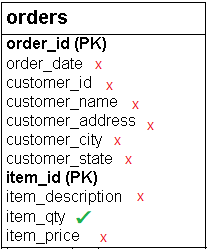 orders
order_id (PK)
order_date x
customer_id x
customer_name x
customer_address x
customer_city x
customer_state x
item_id (PK)
item_description x
item_qty ✓
item_price x